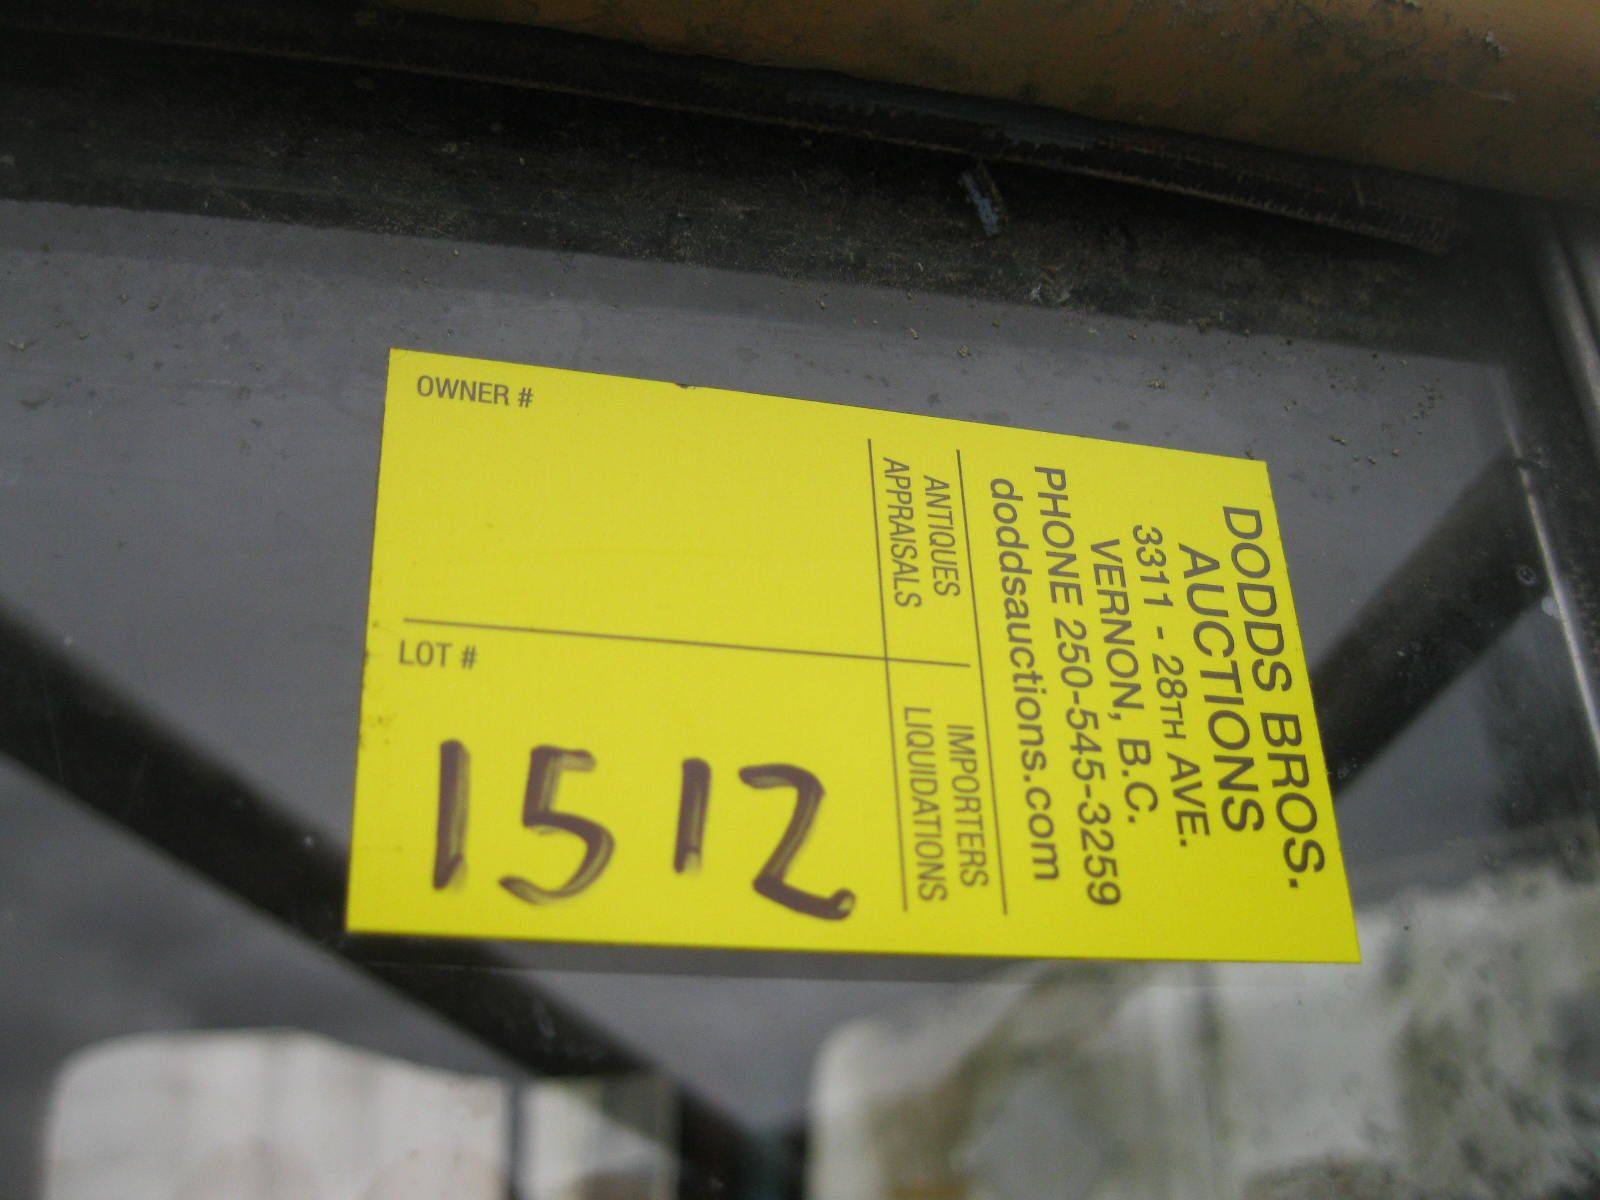 DODDS BROS.
AUCTIONS
3311 - 28TH AVE.
VERNON, B.C.
PHONE 250-545-3259
doddsauctions.com
ANTIQUES IMPORTERS
APPRAISALS LIQUIDATIONS
OWNER #
LOT #
1512